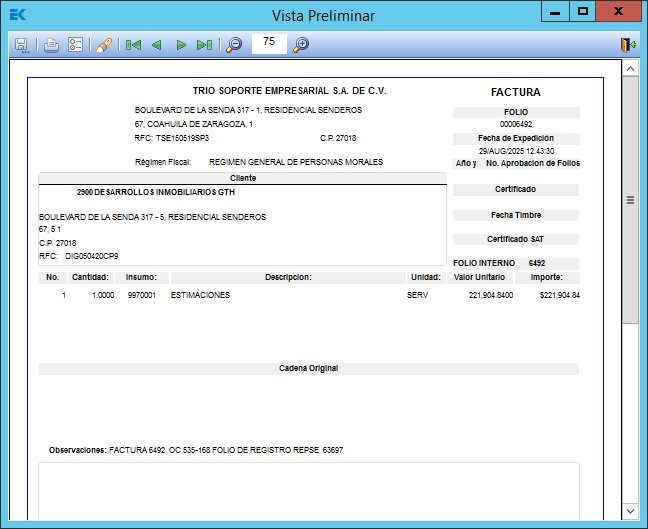 EK
Vista Preliminar
X
75
TRIO SOPORTE EMPRESARIAL S.A. DE C.V.
FACTURA
BOULEVARD DE LA SENDA 317 - 1, RESIDENCIAL SENDEROS
FOLIO
67, COAHUILA DE ZARAGOZA, 1
00006492
RFC: TSE150519SP3 C.P. 27018
Fecha de Expedición
29/AUG/2025 12:43:30
Régimen Fiscal: REGIMEN GENERAL DE PERSONAS MORALES
Año y No. Aprobacion de Folios
Cliente
2900 DESARROLLOS INMOBILIARIOS GTH
Certificado
BOULEVARD DE LA SENDA 317 - 5, RESIDENCIAL SENDEROS
Fecha Timbre
67, 5 1
C.P. 27018
Certificado SAT
RFC: DIG050420CP9
FOLIO INTERNO 6492
No. Cantidad: Insumo: Descripcion: Unidad: Valor Unitario Importe:
1 1.0000 9970001 ESTIMACIONES SERV 221,904.8400 $221,904.84
Cadena Original
Observaciones: FACTURA 6492 OC 535-168 FOLIO DE REGISTRO REPSE 63697